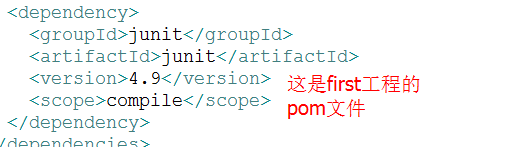 <dependency>
<groupId>junit</groupId>
<artifactId>junit</artifactId>
<version>4.9</version>
<scope>compile</scope>
这是first工程的
pom文件
</dependency>
/dependencies>